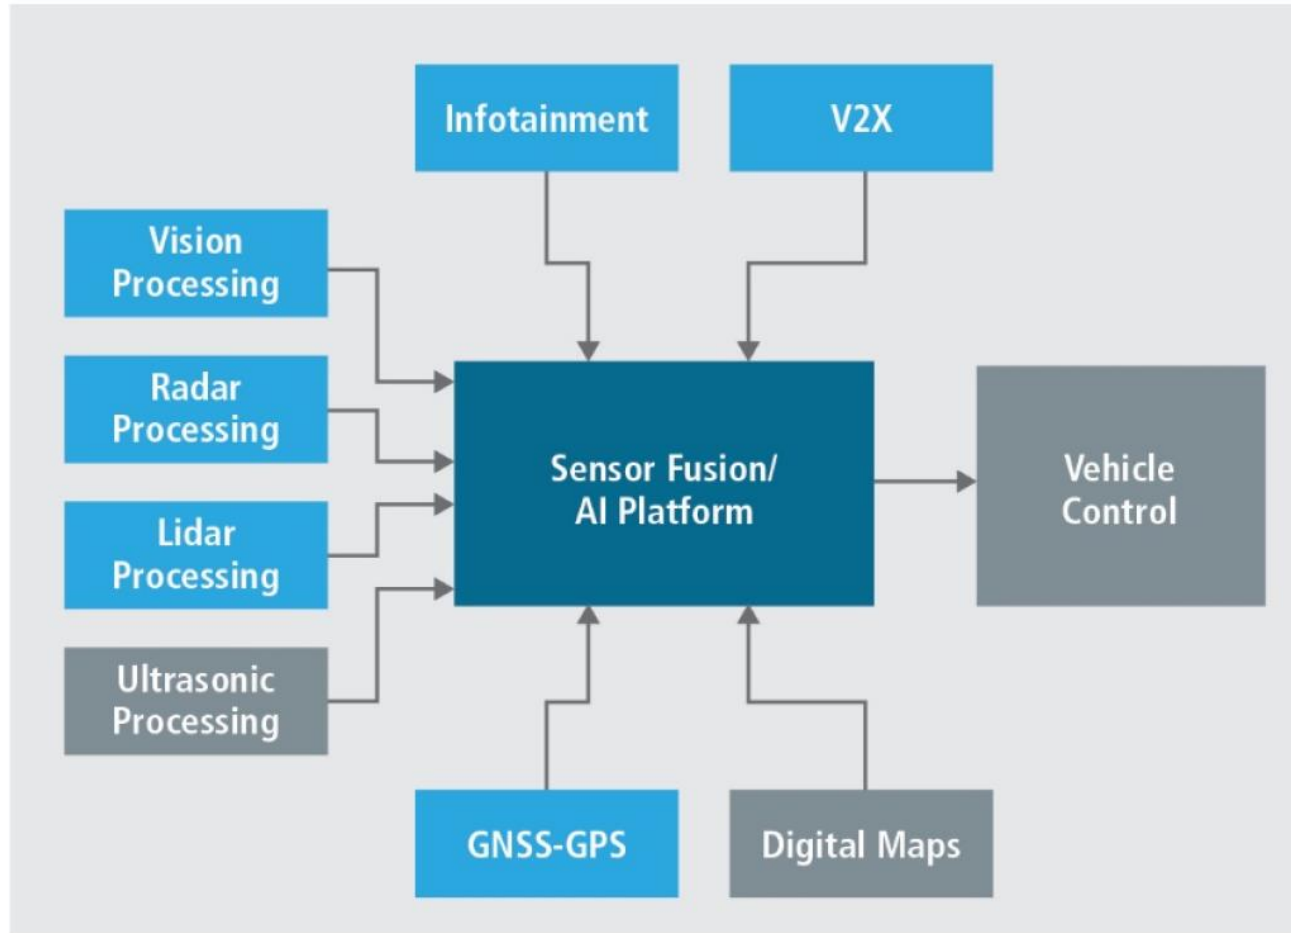 Infotainment
V2X
Vision
Processing
Radar
Processing
Lidar
Processing
Ultrasonic
Processing
Sensor Fusion/
AI Platform
Vehicle
Control
GNSS-GPS
Digital Maps